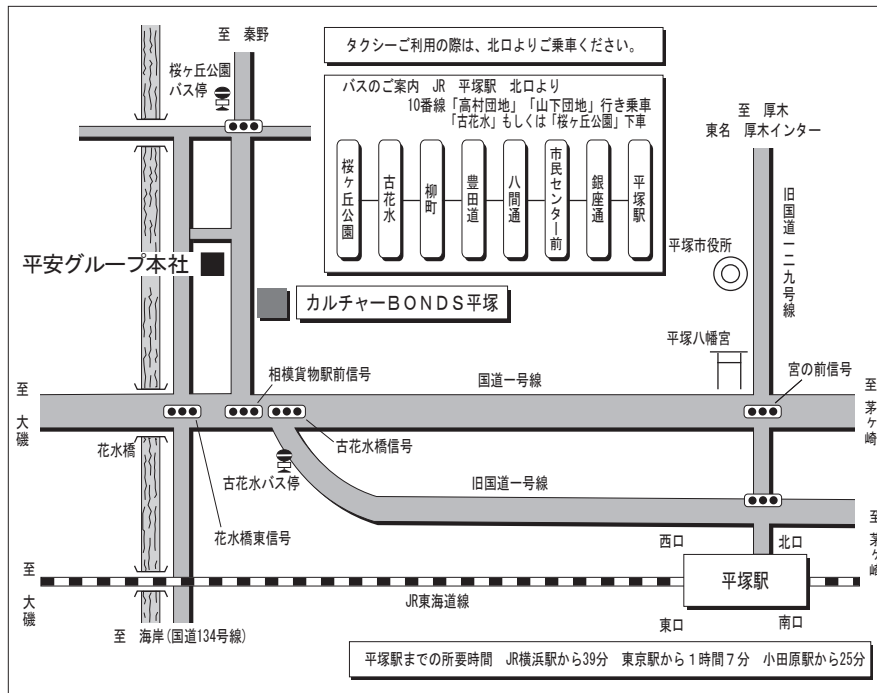 至 秦野
タクシーご利用の際は、北口よりご乗車ください。
桜ヶ丘公園
バス停
バスのご案内 JR 平塚駅 北口より
10番線「高村団地」「山下団地」行き乗車
「古花水」もしくは「桜ヶ丘公園」下車
桜ヶ丘公園
古花水
柳町
豊田道
八間通
市民センター前
銀座通
平塚駅
至 厚木
東名 厚木インター
旧国道一二九号線
平塚市役所
平安グループ本社
カルチャーBONDS平塚
平塚八幡宮
相模貨物駅前信号
国道一号線
宮の前信号
至 大磯
至 茅ヶ崎
花水橋
古花水橋信号
古花水バス停
旧国道一号線
花水橋東信号
至 茅ヶ崎
西口
北口
至 大磯
平塚駅
JR東海道線
東口
南口
至 海岸(国道134号線)
平塚駅までの所要時間 JR横浜駅から39分 東京駅から1時間7分 小田原駅から25分